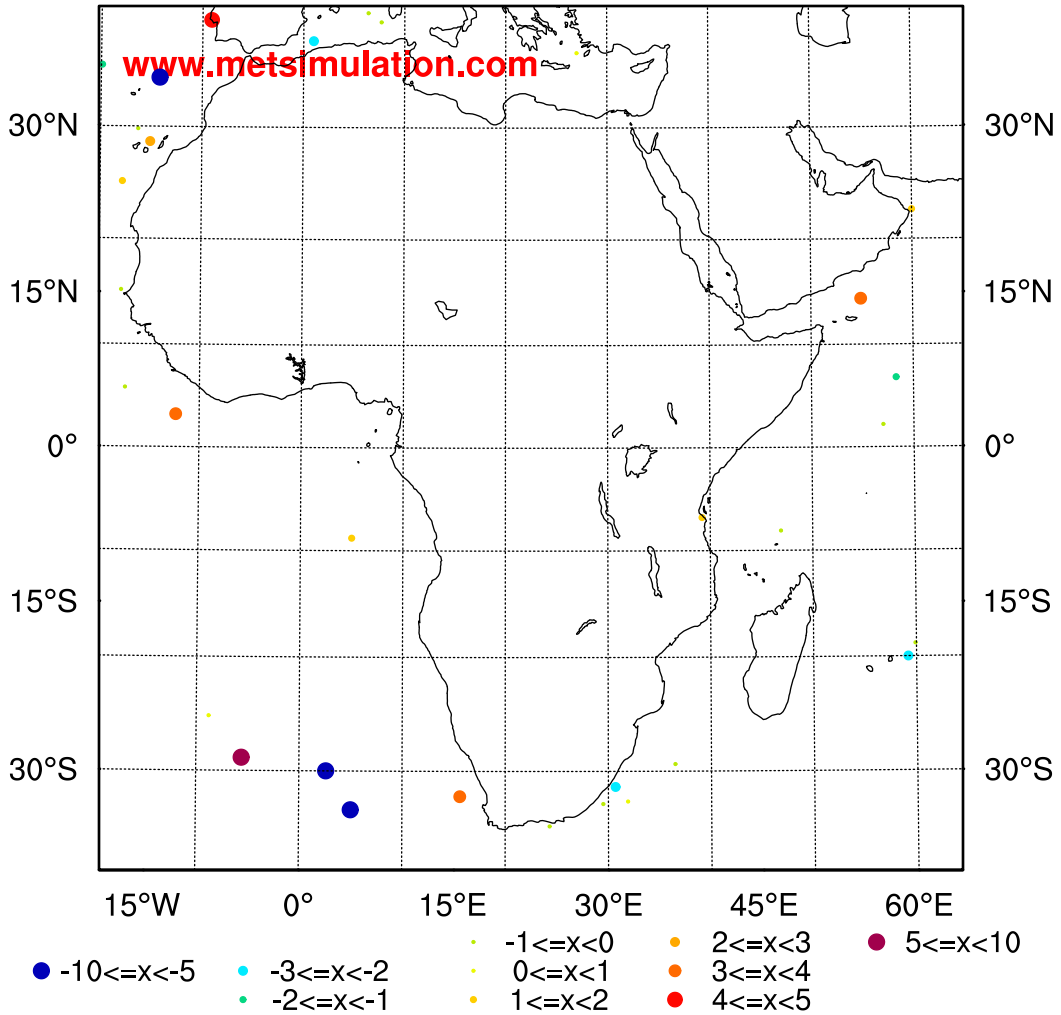 www.metsimulation.com
30°N 30°N
15°N 15°N
0° 0°
15°S 15°S
30°S 30°S
15°W 0° 15°E 30°E 45°E 60°E
-1<=x<0 2<=x<3 5<=x<10
-10<=x<-5 -3<=x<-2 0<=x<1 3<=x<4
-2<=x<-1 1<=x<2 4<=x<5